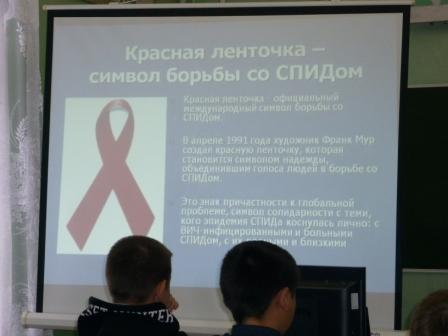 Красная ленточка –
символ борьбы со СПИДом
Красная ленточка - официальный
международный символ борьбы со
СПИДом.
В апреле 1991 года художник Франк Мур
создал красную ленточку, которая
становится символом надежды,
объединившим голоса людей в борьбе со
СПИДом.
Это знак причастности к глобальной
проблеме, символ солидарности с теми,
кого эпидемия СПИДа коснулась лично: с
ВИЧ-инфицированными и больными
СПИДом, с их родными и близкими